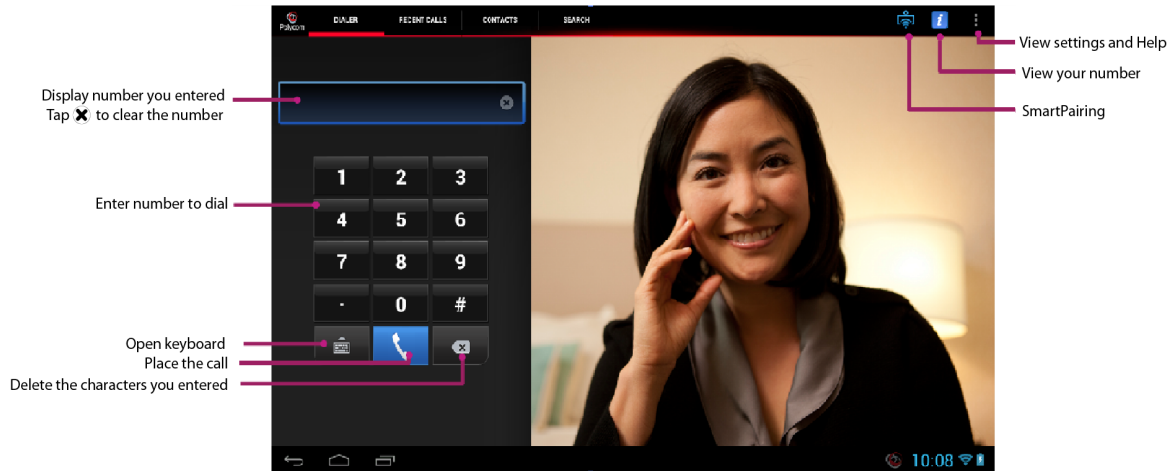 Polycom
DIALER
RECENT CALLS
CONTACTS
SEARCH
i
View settings and Help
View your number
SmartPairing
Display number you entered
Tap to clear the number
Enter number to dial
1 2 3
4 5 6
7 8 9
. 0 #
Open keyboard
Place the call
Delete the characters you entered
10:08